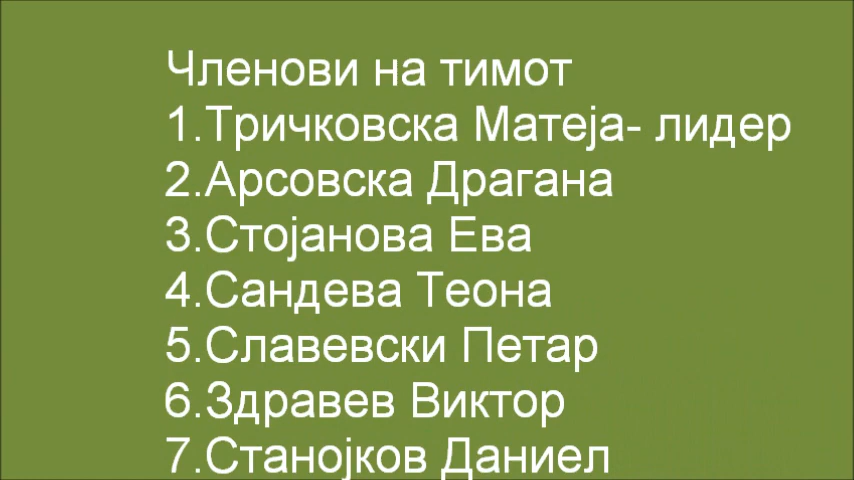 Членови на тимот
1.Тричковска Матеја- лидер
2.Арсовска Драгана
3.Стојанова Ева
4.Сандева Теона
5.Славевски Петар
6.Здравев Виктор
7.Станојков Даниел